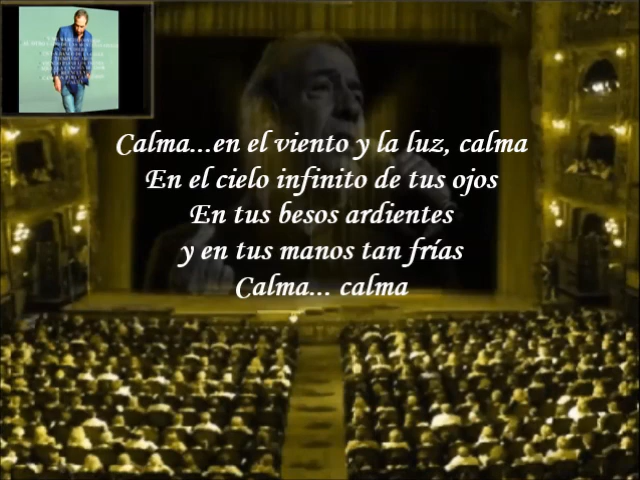 Calma...en el viento y la luz, calma
En el cielo infinito de tus ojos
En tus besos ardientes
y en tus manos tan frías
Calma... calma